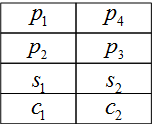 p₁ p₄
p₂ p₃
s₁ s₂
c₁ c₂